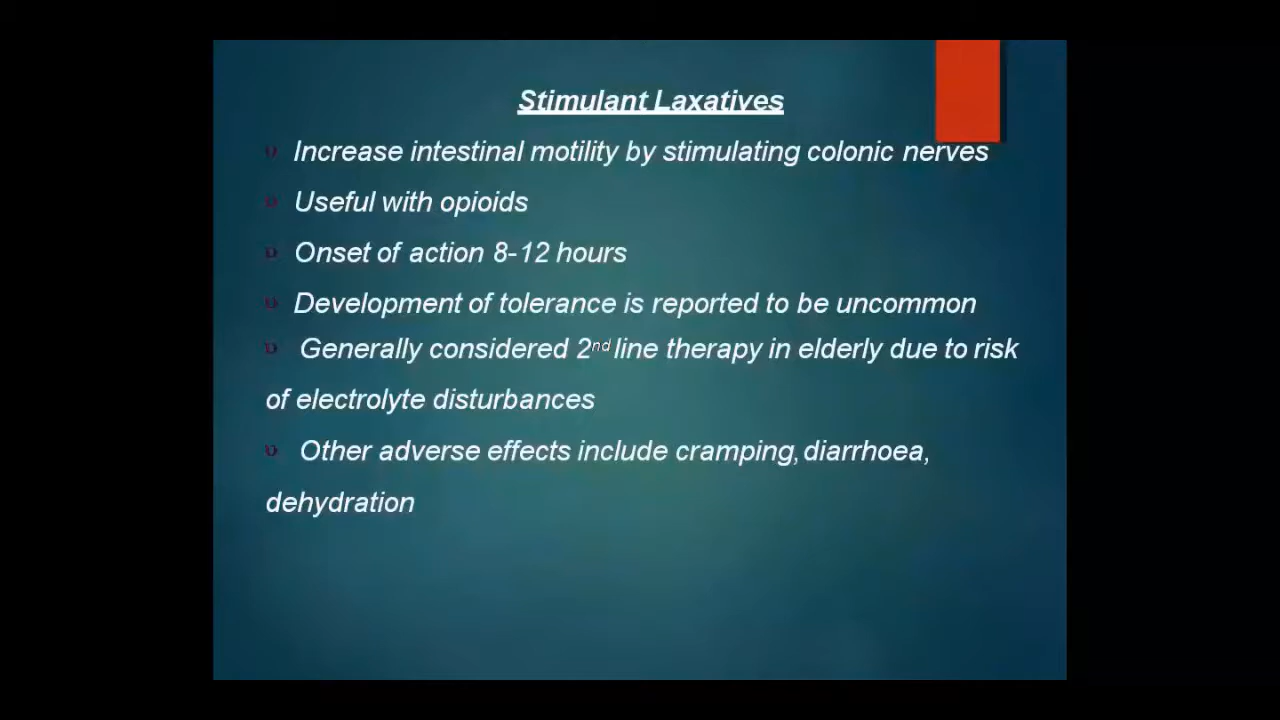 Stimulant Laxatives
Increase intestinal motility by stimulating colonic nerves
Useful with opioids
Onset of action 8-12 hours
Development of tolerance is reported to be uncommon
Generally considered 2nd line therapy in elderly due to risk
of electrolyte disturbances
Other adverse effects include cramping, diarrhoea,
dehydration